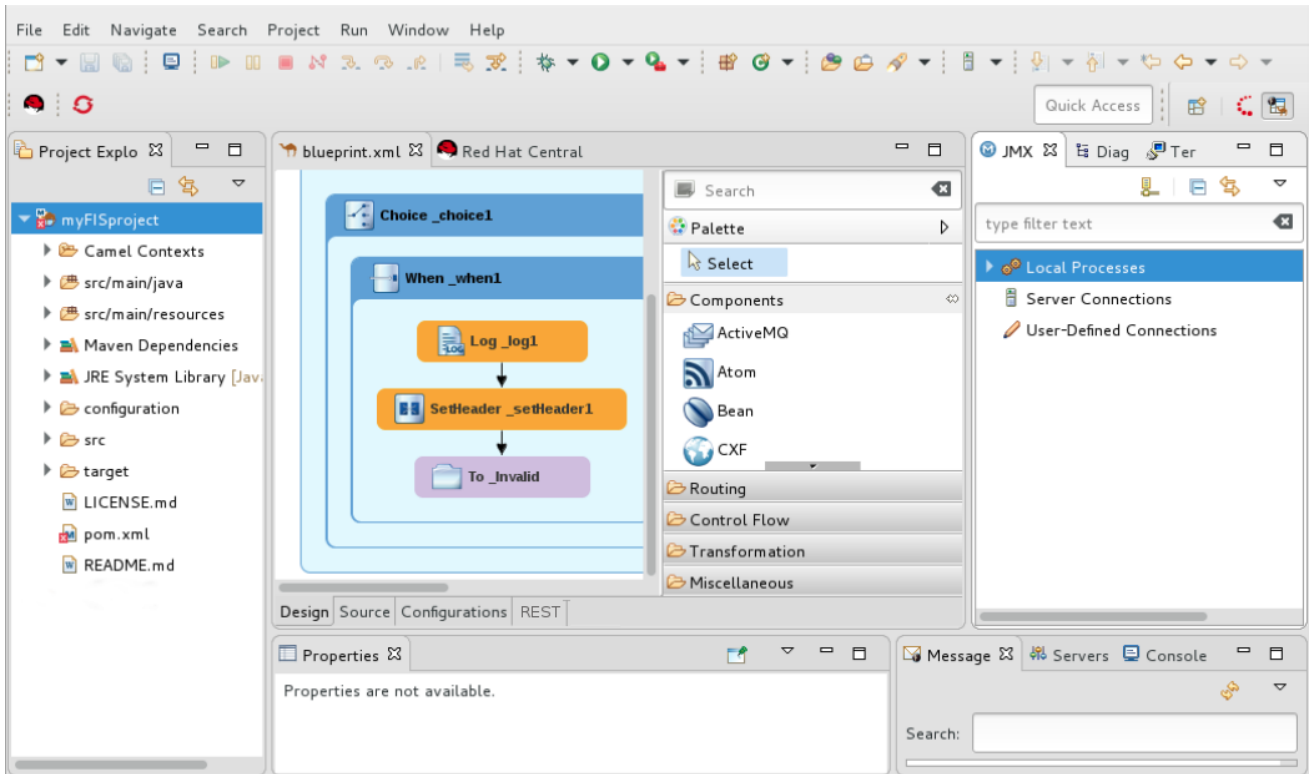 File Edit Navigate Search Project Run Window Help
Quick Access
Project Explo
blueprint.xml
Red Hat Central
JMX
Diag
Ter
myFISproject
Camel Contexts
src/main/java
src/main/resources
Maven Dependencies
JRE System Library [Java
configuration
src
target
LICENSE.md
pom.xml
README.md
Choice _choice1
When _when1
LOG
Log _log1
SetHeader _setHeader1
To _Invalid
Search
Palette
Select
Components
ActiveMQ
Atom
Bean
CXF
Routing
Control Flow
Transformation
Miscellaneous
Design Source Configurations REST
type filter text
Local Processes
Server Connections
User-Defined Connections
Properties
Properties are not available.
Message
Servers
Console
Search: